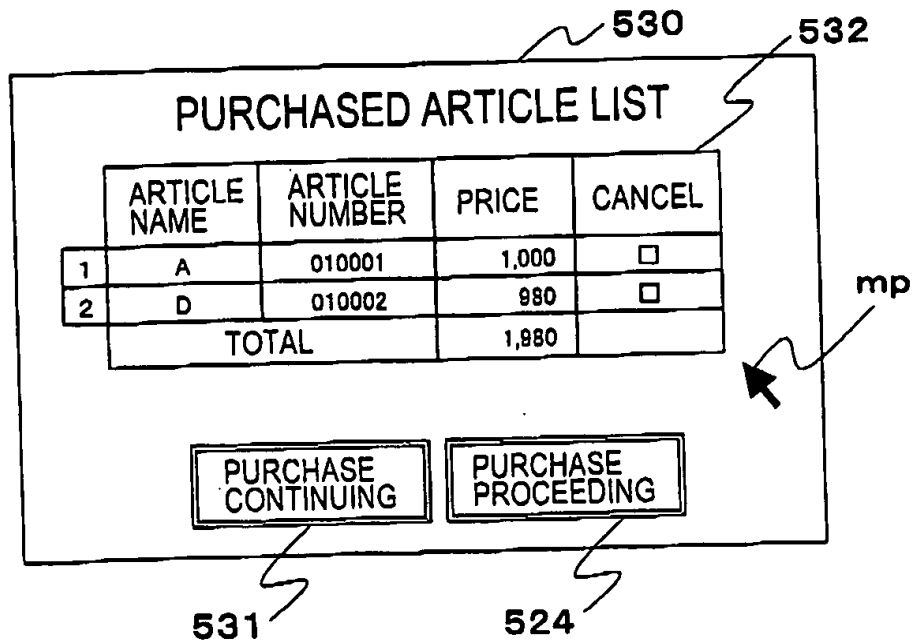 530
532
PURCHASED ARTICLE LIST
ARTICLE NAME
ARTICLE NUMBER
PRICE
CANCEL
1 A 010001 1,000
2 D 010002 980
TOTAL 1,980
mp
PURCHASE
CONTINUING
PURCHASE
PROCEEDING
531
524